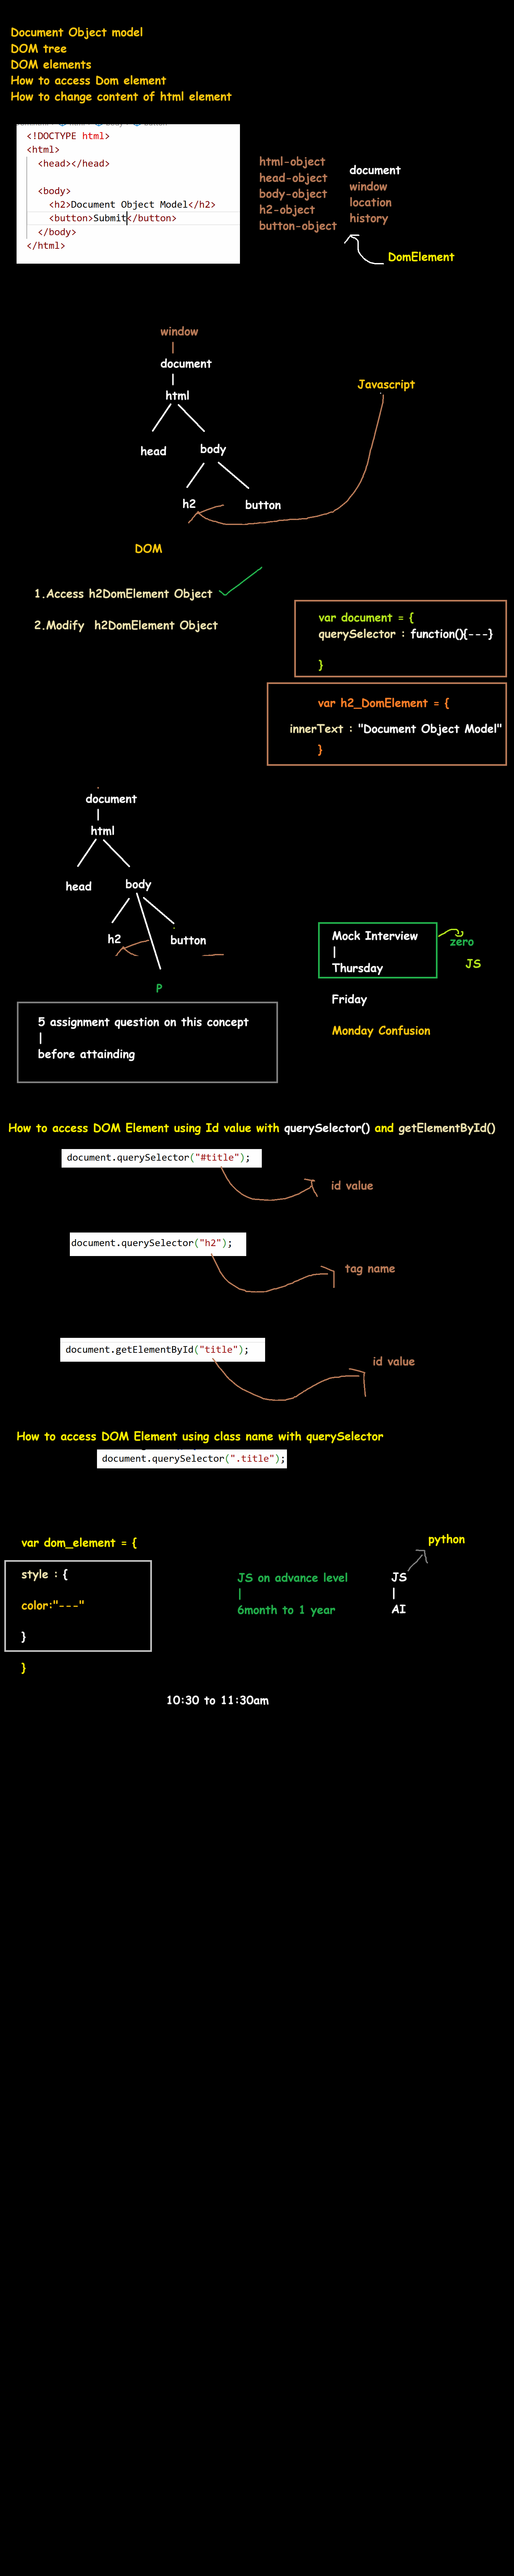 Document Object model
DOM tree
DOM elements
How to access Dom element
How to change content of html element
<!DOCTYPE html>
<html>
<head></head>
<body>
<h2>Document Object Model</h2>
<button>Submit</button>
</body>
</html>
html-object
head-object
body-object
h2-object
button-object
document
window
location
history
DomElement
window
|
document
|
html
head
body
h2
button
Javascript
DOM
1.Access h2DomElement Object
2.Modify h2DomElement Object
var document = {
querySelector : function(){---}
}
var h2_DomElement = {
innerText : "Document Object Model"
}
document
|
html
head
body
h2
button
P
Mock Interview
|
Thursday
zero
JS
Friday
Monday Confusion
5 assignment question on this concept
|
before attainding
How to access DOM Element using Id value with querySelector() and getElementById()
document.querySelector("#title");
id value
document.querySelector("h2");
tag name
document.getElementById("title");
id value
How to access DOM Element using class name with querySelector
document.querySelector(".title");
var dom_element = {
style : {
color:"---"
}
}
JS on advance level
|
6month to 1 year
python
JS
|
AI
10:30 to 11:30am